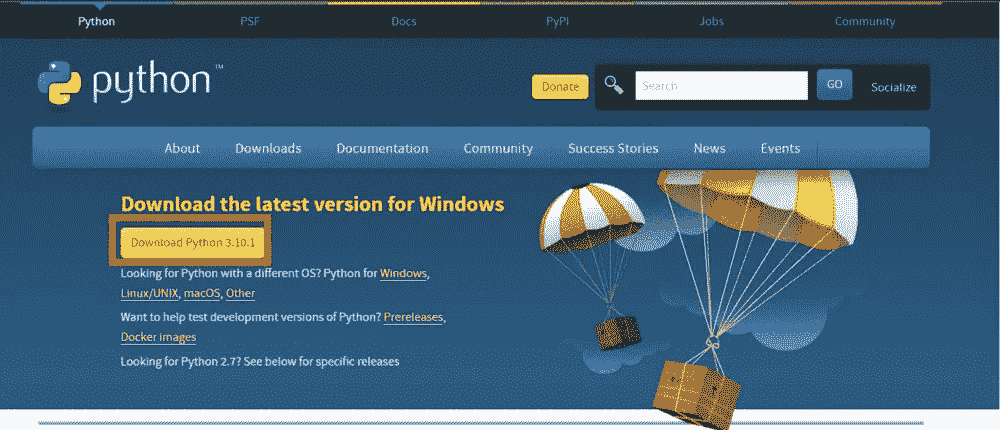 Python PSF Docs PyPI Jobs Community
python™
Donate Search GO Socialize
About Downloads Documentation Community Success Stories News Events
Download the latest version for Windows
Download Python 3.10.1
Looking for Python with a different OS? Python for Windows,
Linux/UNIX, macOS, Other
Want to help test development versions of Python? Prereleases,
Docker images
Looking for Python 2.7? See below for specific releases